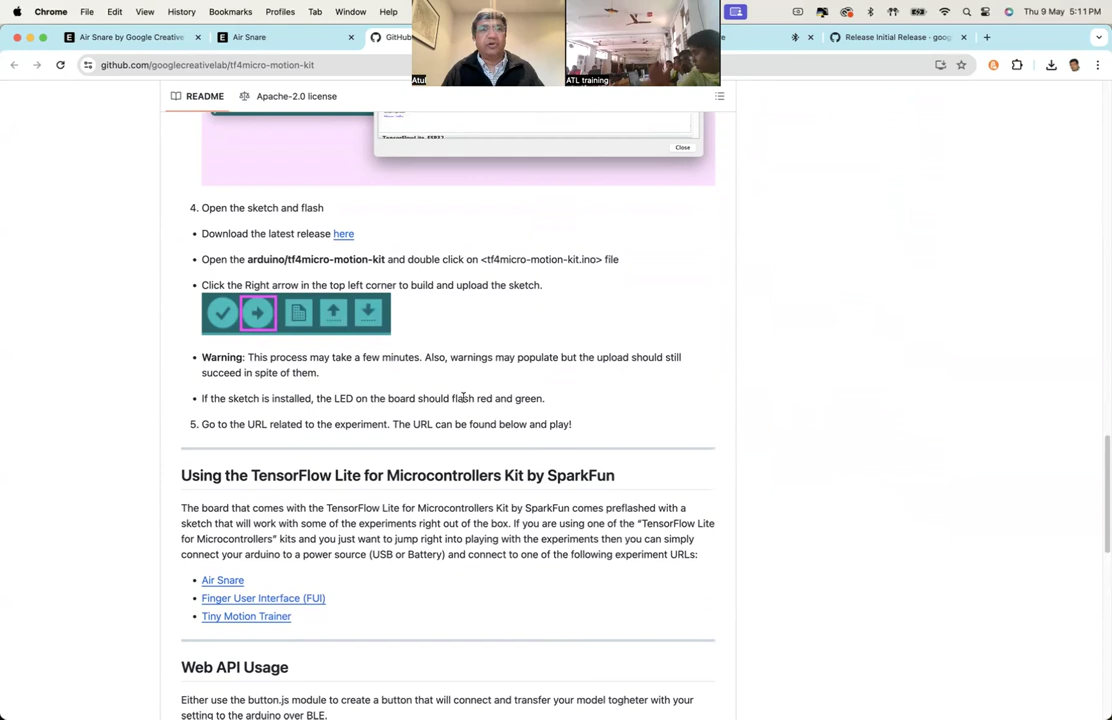 Chrome File Edit View History Bookmarks Profiles Tab Window Help
Thu 9 May 5:11 PM
Air Snare by Google Creative
Air Snare
GitHub
Release Initial Release - goog
github.com/googlecreativelab/tf4micro-motion-kit
Atul
ATL training
README Apache-2.0 license
Close
4. Open the sketch and flash
• Download the latest release here
• Open the arduino/tf4micro-motion-kit and double click on <tf4micro-motion-kit.ino> file
• Click the Right arrow in the top left corner to build and upload the sketch.
• Warning: This process may take a few minutes. Also, warnings may populate but the upload should still
succeed in spite of them.
• If the sketch is installed, the LED on the board should flash red and green.
5. Go to the URL related to the experiment. The URL can be found below and play!
Using the TensorFlow Lite for Microcontrollers Kit by SparkFun
The board that comes with the TensorFlow Lite for Microcontrollers Kit by SparkFun comes preflashed with a
sketch that will work with some of the experiments right out of the box. If you are using one of the “TensorFlow Lite
for Microcontrollers” kits and you just want to jump right into playing with the experiments then you can simply
connect your arduino to a power source (USB or Battery) and connect to one of the following experiment URLs:
• Air Snare
• Finger User Interface (FUI)
• Tiny Motion Trainer
Web API Usage
Either use the button.js module to create a button that will connect and transfer your model togheter with your
setting to the arduino over BLE.